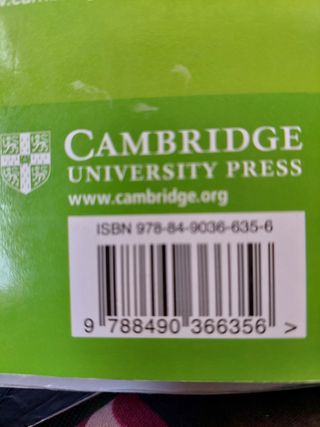 CAMBRIDGE
UNIVERSITY PRESS
www.cambridge.org
ISBN 978-84-9036-635-6
9 788490 366356 >